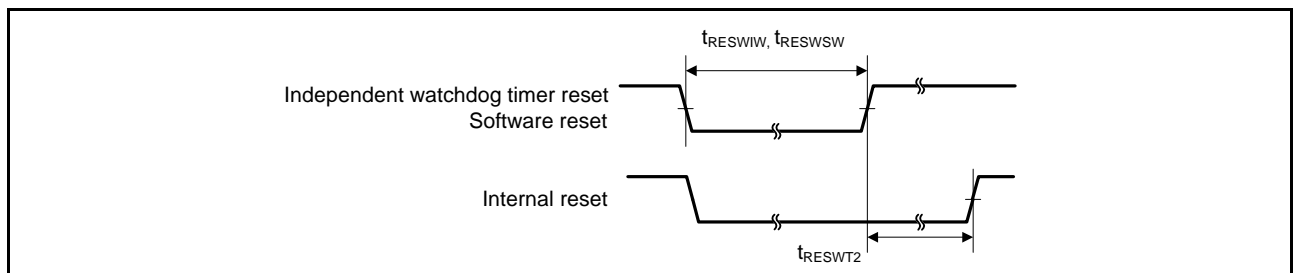 tRESWIW, tRESWSW
Independent watchdog timer reset
Software reset
Internal reset
tRESWT2